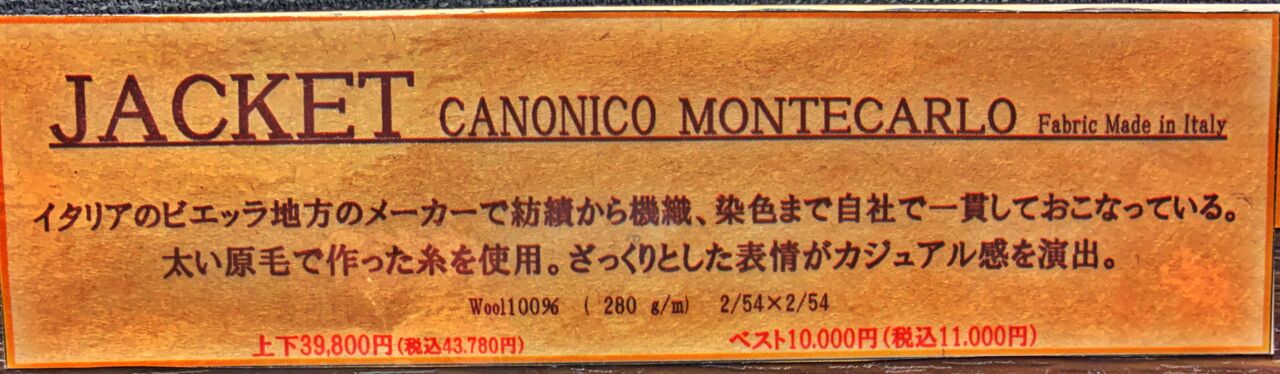 JACKET CANONICO MONTECARLO Fabric Made in Italy
イタリアのビエッラ地方のメーカーで紡績から機織、染色まで自社で一貫しておこなっている。
太い原毛で作った糸を使用。ざっくりとした表情がカジュアル感を演出。
Wool100% ( 280 g/m) 2/54×2/54
上下39,800円(税込43.780円) ベスト10.000円(税込11.000円)